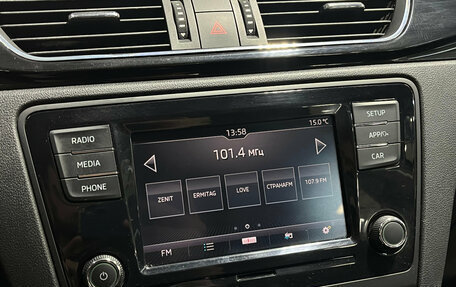 13:58
15.0 °C
101.4 МГц
ZENIT
ERMITAG
LOVE
СТРАНАFM
107.9 FM
FM
RADIO
MEDIA
PHONE
SETUP
APP/
CAR